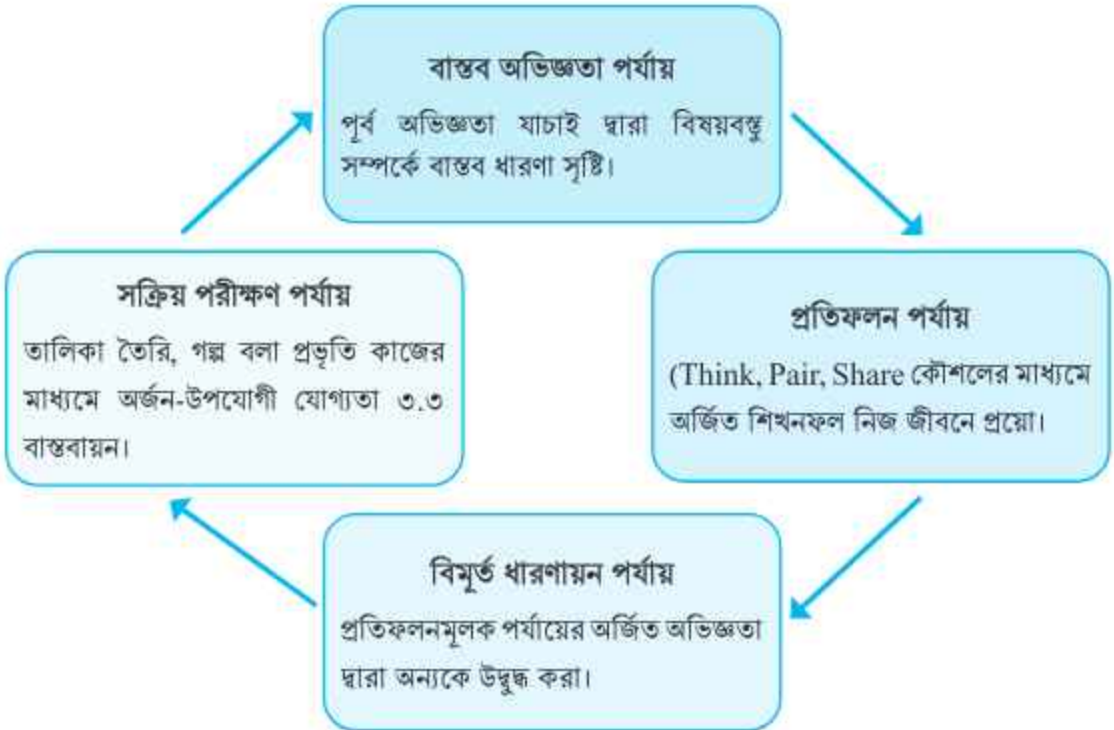 বাস্তব অভিজ্ঞতা পর্যায়
পূর্ব অভিজ্ঞতা যাচাই দ্বারা বিষয়বস্তু
সম্পর্কে বাস্তব ধারণা সৃষ্টি।
সক্রিয় পরীক্ষণ পর্যায়
তালিকা তৈরি, গল্প বলা প্রভৃতি কাজের
মাধ্যমে অর্জন-উপযোগী যোগ্যতা ৩.৩
বাস্তবায়ন।
প্রতিফলন পর্যায়
(Think, Pair, Share কৌশলের মাধ্যমে
অর্জিত শিখনফল নিজ জীবনে প্রয়ো।
বিমূর্ত ধারণায়ন পর্যায়
প্রতিফলনমূলক পর্যায়ের অর্জিত অভিজ্ঞতা
দ্বারা অন্যকে উদ্বুদ্ধ করা।